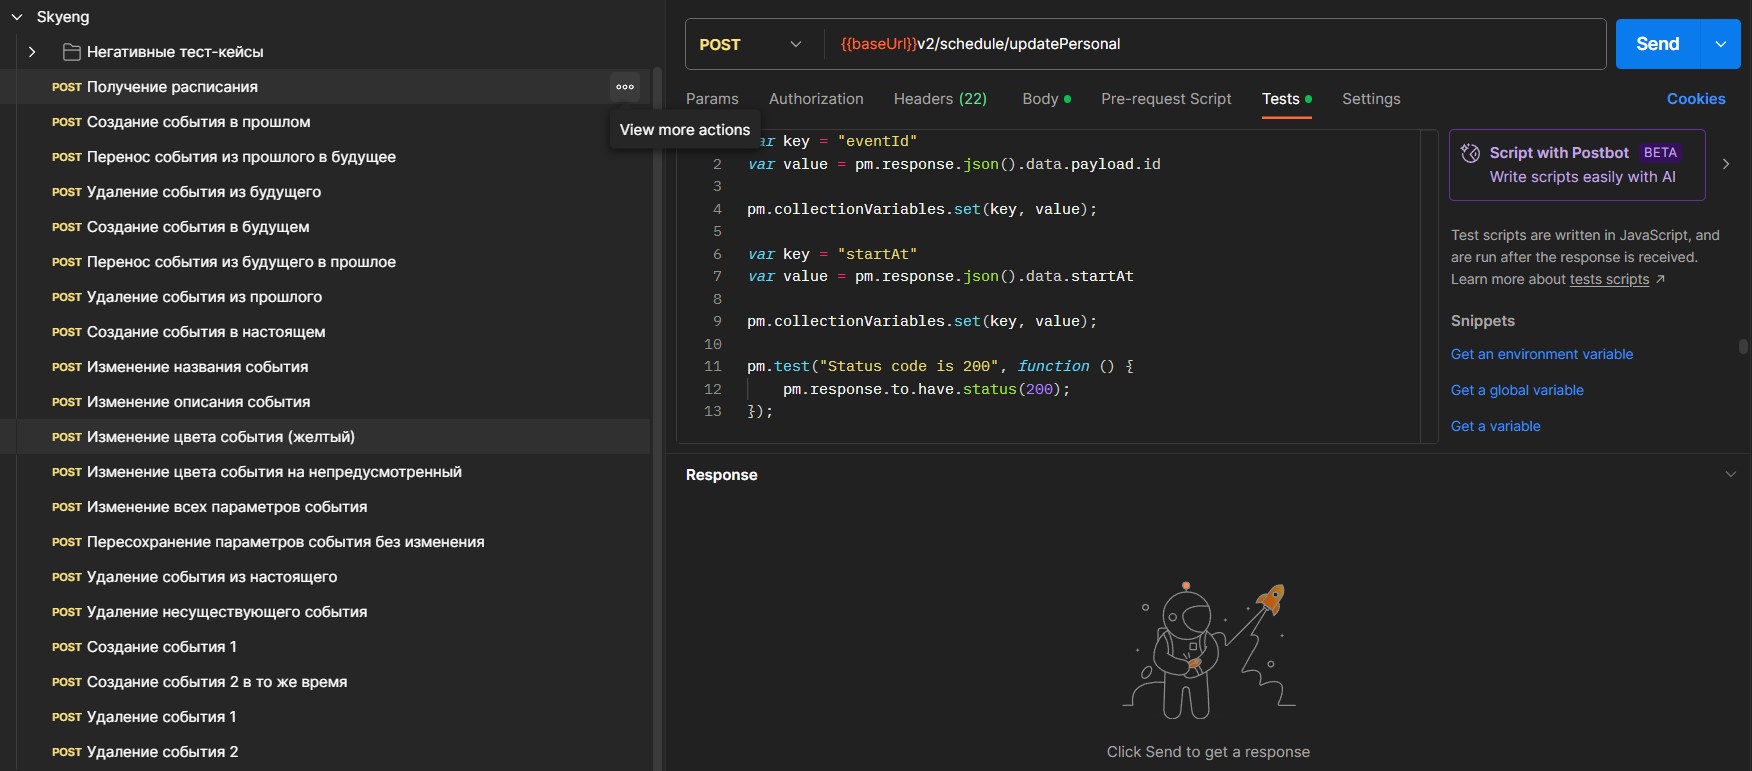 Skyeng
Негативные тест-кейсы
POST Получение расписания
View more actions
POST Создание события в прошлом
POST Перенос события из прошлого в будущее
POST Удаление события из будущего
POST Создание события в будущем
POST Перенос события из будущего в прошлое
POST Удаление события из прошлого
POST Создание события в настоящем
POST Изменение названия события
POST Изменение описания события
POST Изменение цвета события (желтый)
POST Изменение цвета события на непредусмотренный
POST Изменение всех параметров события
POST Пересохранение параметров события без изменения
POST Удаление события из настоящего
POST Удаление несуществующего события
POST Создание события 1
POST Создание события 2 в то же время
POST Удаление события 1
POST Удаление события 2
POST {{baseUrl}}v2/schedule/updatePersonal Send
Params Authorization Headers (22) Body Pre-request Script Tests Settings Cookies
ar key = "eventId"
2 var value = pm.response.json().data.payload.id
3
4 pm.collectionVariables.set(key, value);
5
6 var key = "startAt"
7 var value = pm.response.json().data.startAt
8
9 pm.collectionVariables.set(key, value);
10
11 pm.test("Status code is 200", function () {
12 pm.response.to.have.status(200);
13 });
Script with Postbot BETA
Write scripts easily with AI
Test scripts are written in JavaScript, and
are run after the response is received.
Learn more about tests scripts ↗
Snippets
Get an environment variable
Get a global variable
Get a variable
Response
Click Send to get a response